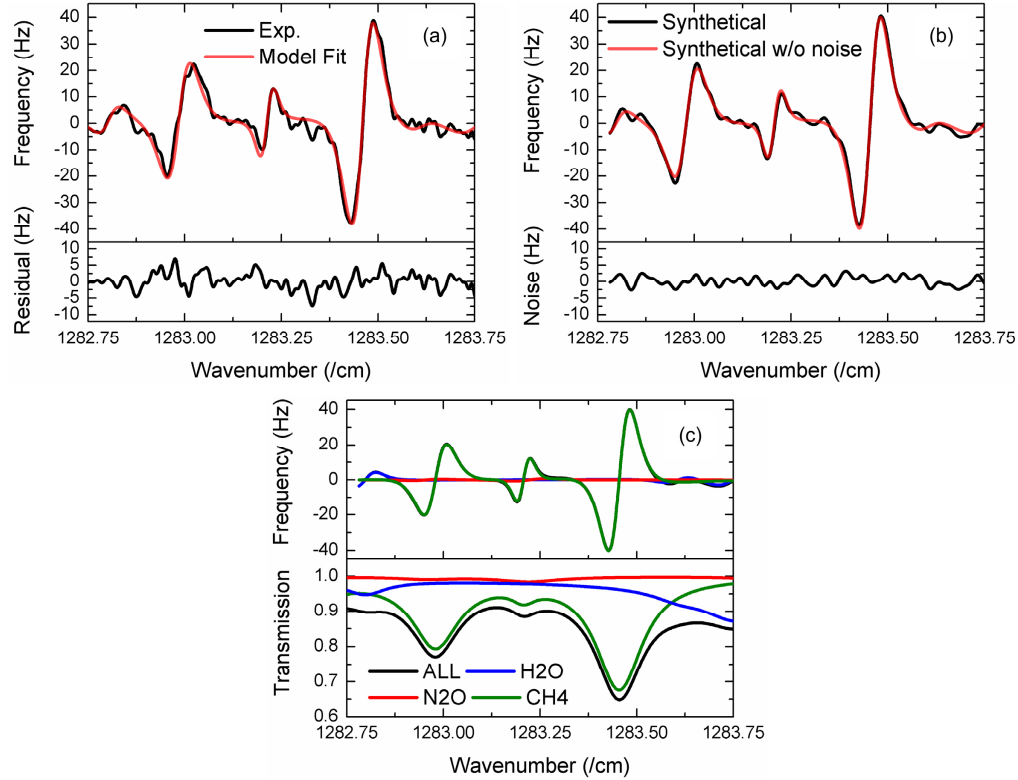 (a)
Exp.
Model Fit
Frequency (Hz)
40
30
20
10
0
-10
-20
-30
-40
Residual (Hz)
10
5
0
-5
-10
1282.75
1283.00
1283.25
1283.50
1283.75
Wavenumber (/cm)
(b)
Synthetical
Synthetical w/o noise
Frequency (Hz)
40
30
20
10
0
-10
-20
-30
-40
Noise (Hz)
10
5
0
-5
-10
1282.75
1283.00
1283.25
1283.50
1283.75
Wavenumber (/cm)
(c)
Frequency (Hz)
40
20
0
-20
-40
Transmission
1.0
0.9
0.8
0.7
0.6
ALL
H2O
N2O
CH4
1282.75
1283.00
1283.25
1283.50
1283.75
Wavenumber (/cm)